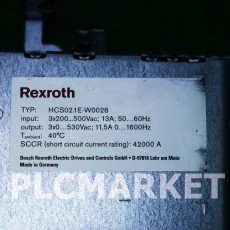 Rexroth
TYP: HCS02.1E-W0028
input: 3x200...500Vac; 13A; 50...60Hz
output: 3x0...530Vac; 11,5A 0...1600Hz
Tambient: 40°C
SCCR (short circuit current rating): 42000 A
Bosch Rexroth Electric Drives and Controls GmbH • D-97816 Lohr am Main
Made in Germany
PLCMARKET